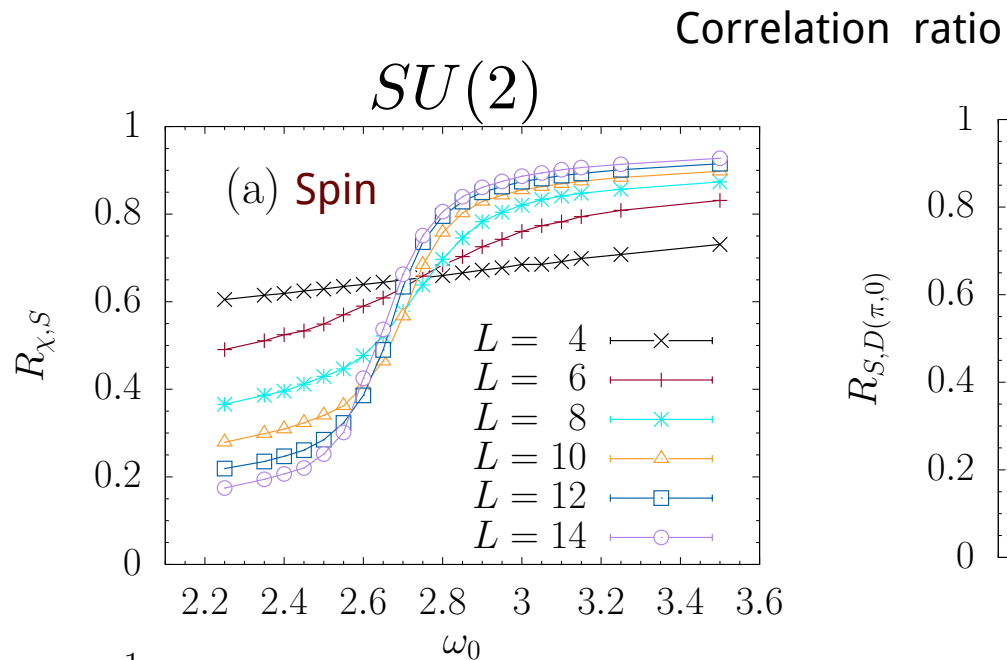 Correlation ratio
SU(2)
(a) Spin
1
0.8
0.6
0.4
0.2
0
R_{χ,S}
L = 4
L = 6
L = 8
L = 10
L = 12
L = 14
2.2 2.4 2.6 2.8 3 3.2 3.4 3.6
ω_0
1
0.8
0.6
0.4
0.2
0
R_{S,D(π,0)}